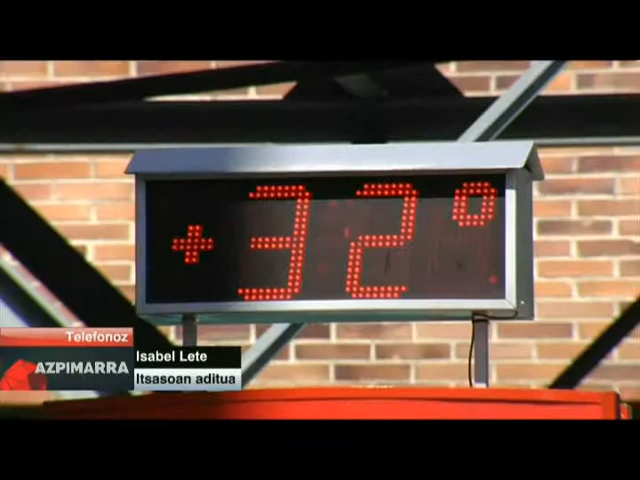 +32°
Telefonoz
AZPIMARRA
Isabel Lete
Itsasoan aditua